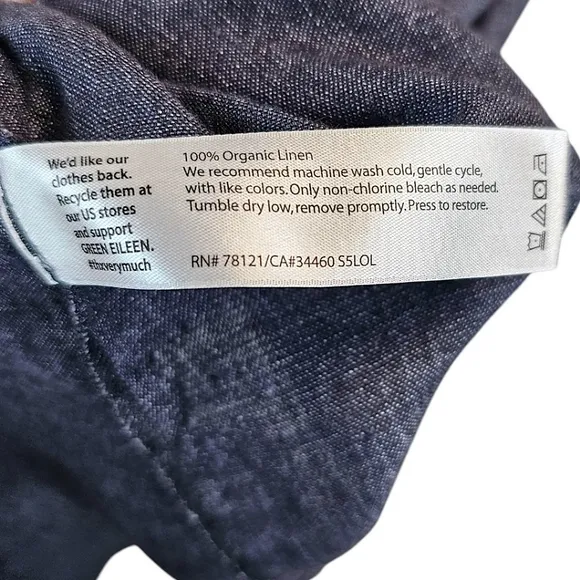 We'd like our
clothes back.
Recycle them at
our US stores
and support
GREEN EILEEN.
#thxverymuch
100% Organic Linen
We recommend machine wash cold, gentle cycle,
with like colors. Only non-chlorine bleach as needed.
Tumble dry low, remove promptly. Press to restore.
RN# 78121/CA#34460 S5LOL